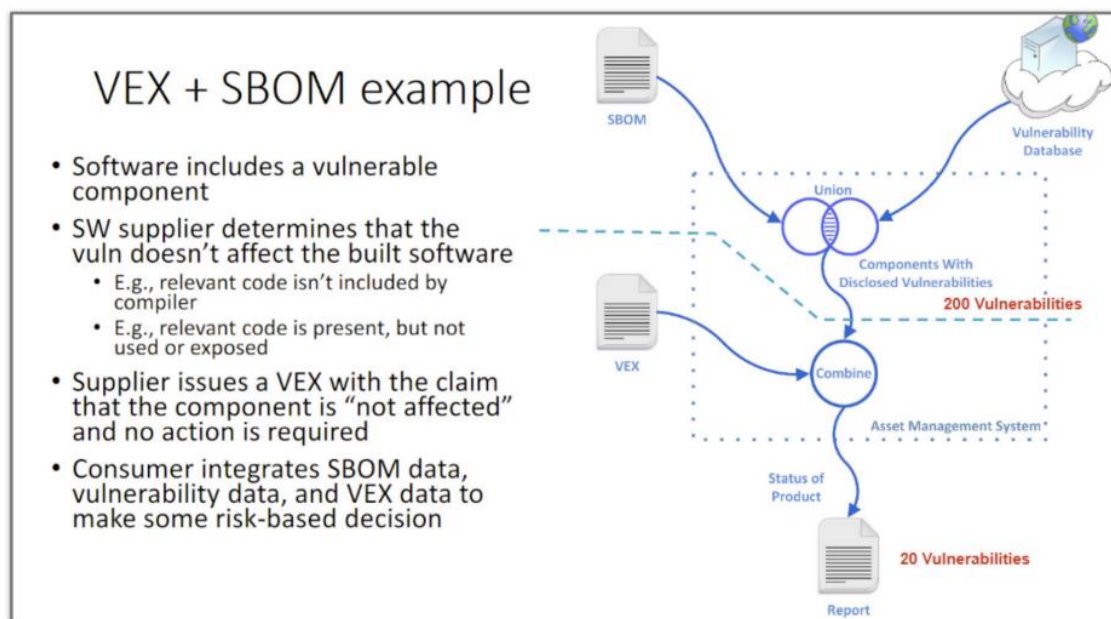 VEX + SBOM example
• Software includes a vulnerable
component
• SW supplier determines that the
vuln doesn’t affect the built software
• E.g., relevant code isn’t included by
compiler
• E.g., relevant code is present, but not
used or exposed
• Supplier issues a VEX with the claim
that the component is “not affected”
and no action is required
• Consumer integrates SBOM data,
vulnerability data, and VEX data to
make some risk-based decision
SBOM
Vulnerability
Database
Union
Components With
Disclosed Vulnerabilities
200 Vulnerabilities
VEX
Combine
Asset Management System
Status of
Product
20 Vulnerabilities
Report